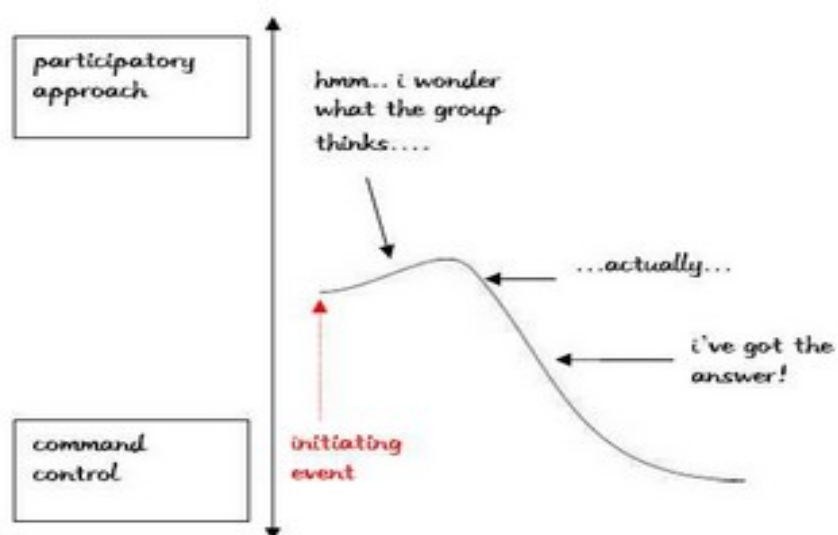 participatory
approach
hmm.. i wonder
what the group
thinks....
...actually...
i've got the
answer!
command
control
initiating
event